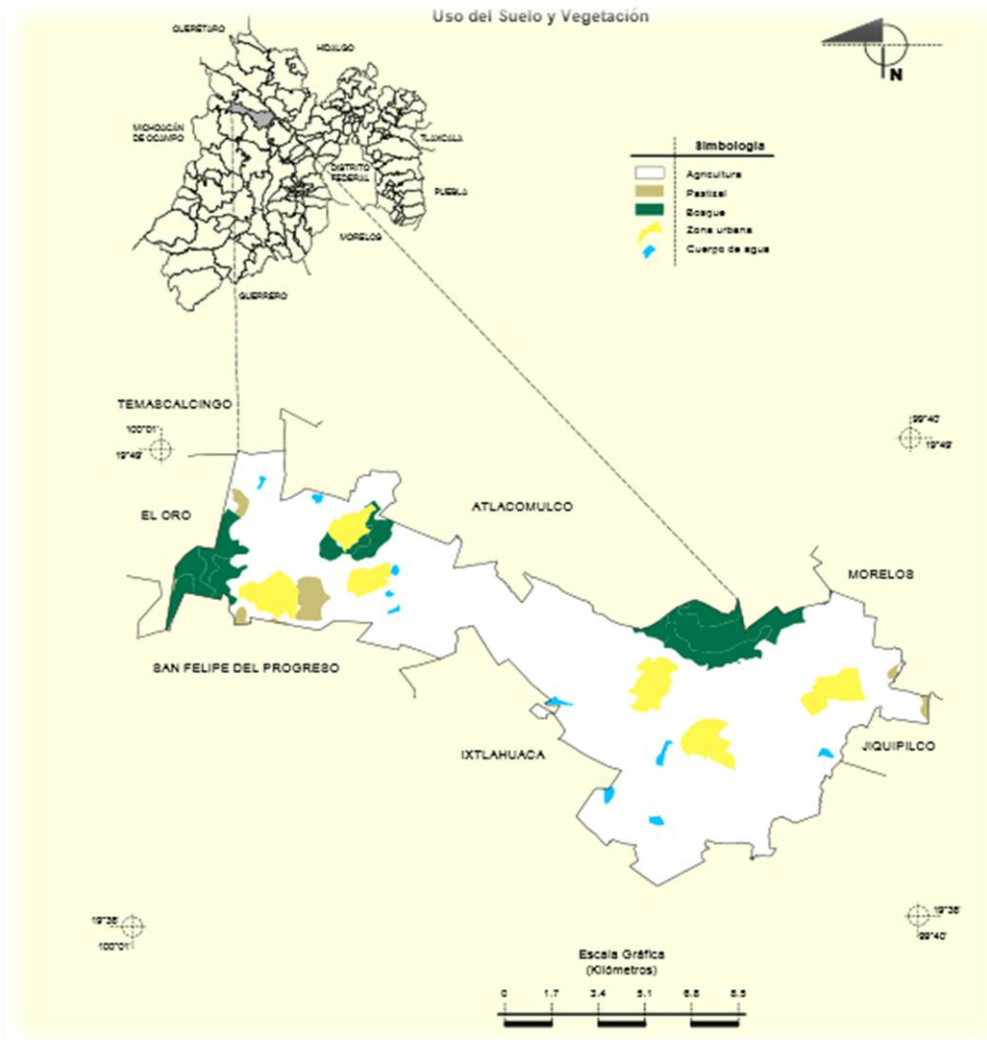 Uso del Suelo y Vegetación
QUERÉTARO
HIDALGO
N
MICHOACÁN
DE OCAMPO
TLAXCALA
DISTRITO
FEDERAL
PUEBLA
MORELOS
GUERRERO
Simbología
Agricultura
Pastizal
Bosque
Zona urbana
Cuerpo de agua
TEMASCALCINGO
100°01'
19°49'
99°40'
19°49'
EL ORO
ATLACOMULCO
MORELOS
SAN FELIPE DEL PROGRESO
IXTLAHUACA
JIQUIPILCO
19°36'
100°01'
19°36'
99°40'
Escala Gráfica
(Kilómetros)
0 1.7 3.4 5.1 6.8 8.5